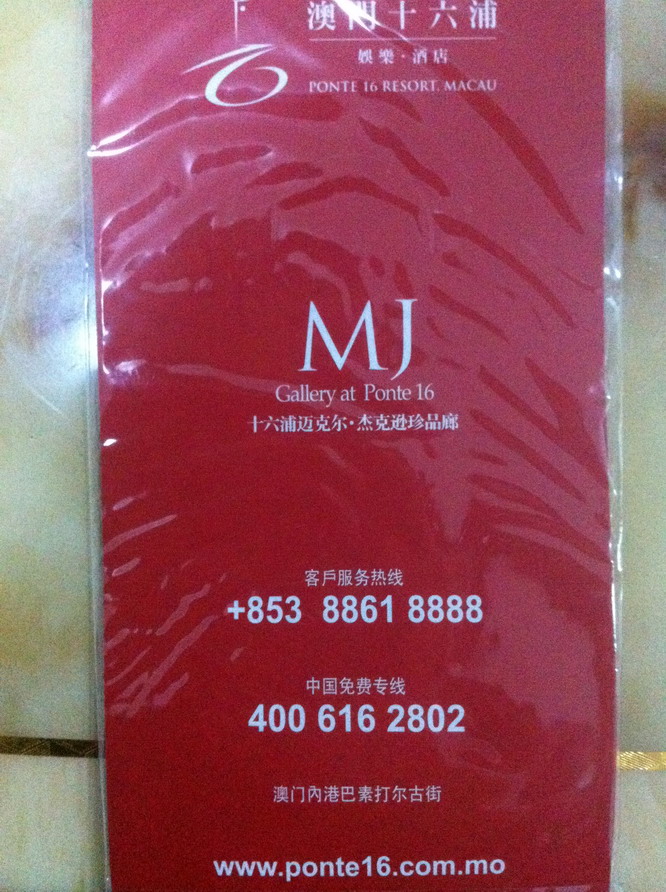 澳門十六浦
娛樂·酒店
PONTE 16 RESORT, MACAU
MJ
Gallery at Ponte 16
十六浦迈克尔·杰克逊珍品廊
客戶服务热线
+853 8861 8888
中国免费专线
400 616 2802
澳门內港巴素打尔古街
www.ponte16.com.mo